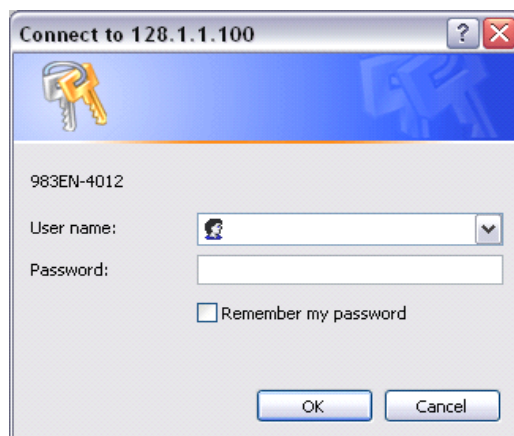 Connect to 128.1.1.100
983EN-4012
User name:
Password:
Remember my password
OK Cancel